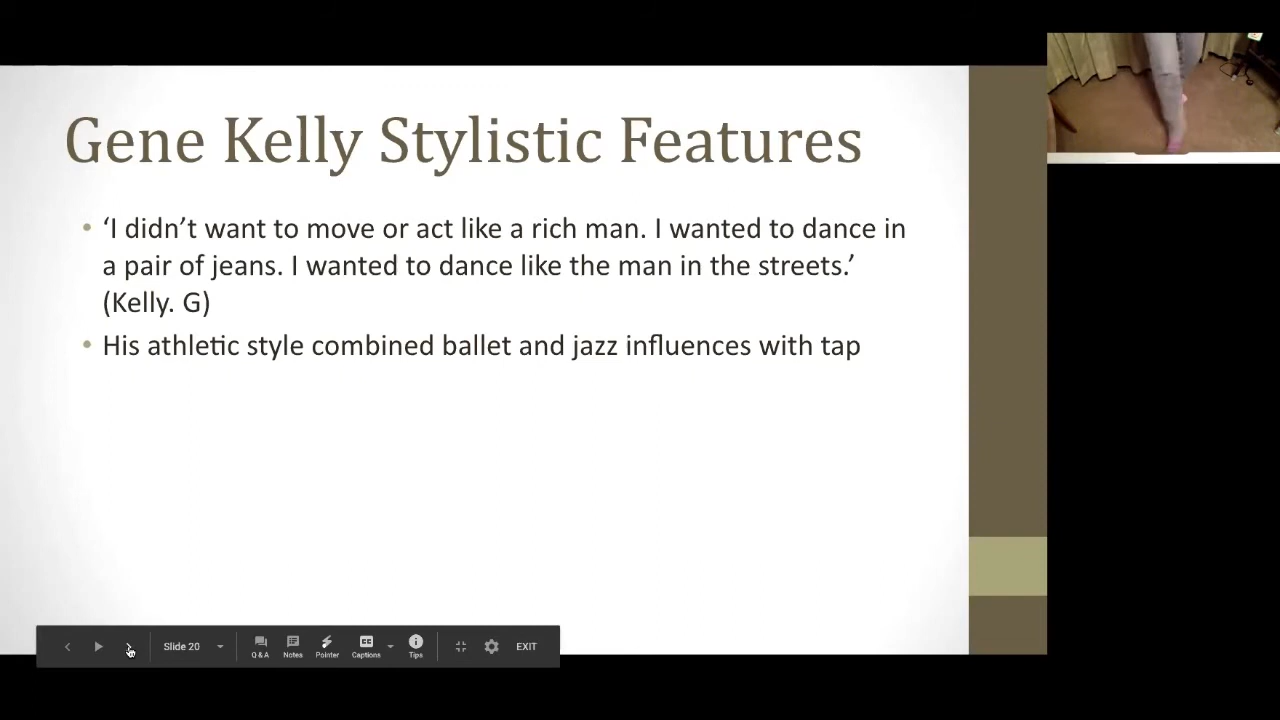 Gene Kelly Stylistic Features
• ‘I didn’t want to move or act like a rich man. I wanted to dance in
a pair of jeans. I wanted to dance like the man in the streets.’
(Kelly. G)
• His athletic style combined ballet and jazz influences with tap
Slide 20
Q & A
Notes
Pointer
Captions
Tips
EXIT